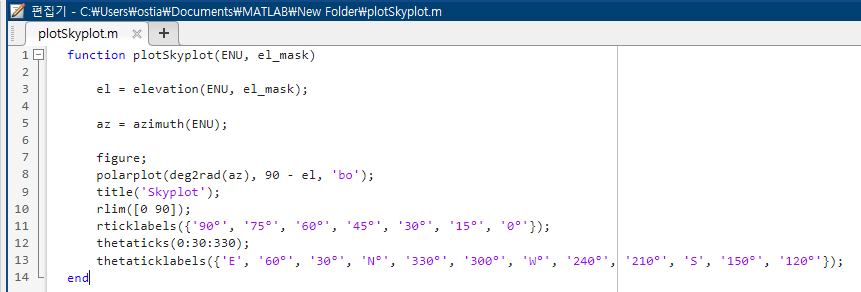 편집기 - C:₩Users₩ostia₩Documents₩MATLAB₩New Folder₩plotSkyplot.m
plotSkyplot.m × +
1 function plotSkyplot(ENU, el_mask)
2
3 el = elevation(ENU, el_mask);
4
5 az = azimuth(ENU);
6
7 figure;
8 polarplot(deg2rad(az), 90 - el, 'bo');
9 title('Skyplot');
10 rlim([0 90]);
11 rticklabels({'90°', '75°', '60°', '45°', '30°', '15°', '0°'});
12 thetaticks(0:30:330);
13 thetaticklabels({'E', '60°', '30°', 'N°', '330°', '300°', 'W°', '240°', '210°', 'S', '150°', '120°'});
14 end